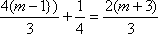 4(m−1))/3 + 1/4 = 2(m+3)/3